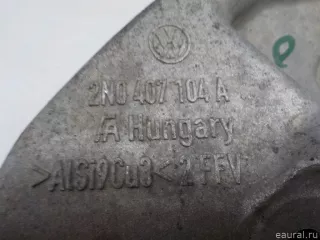 2N0 407 104 A
Hungary
>AlSi9Cu3<
eaural.ru